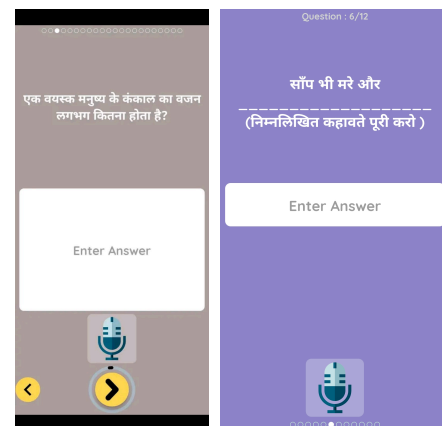 एक वयस्क मनुष्य के कंकाल का वजन
लगभग कितना होता है?
Enter Answer
Question : 6/12
साँप भी मरे और
___________________
(निम्नलिखित कहावते पूरी करो )
Enter Answer